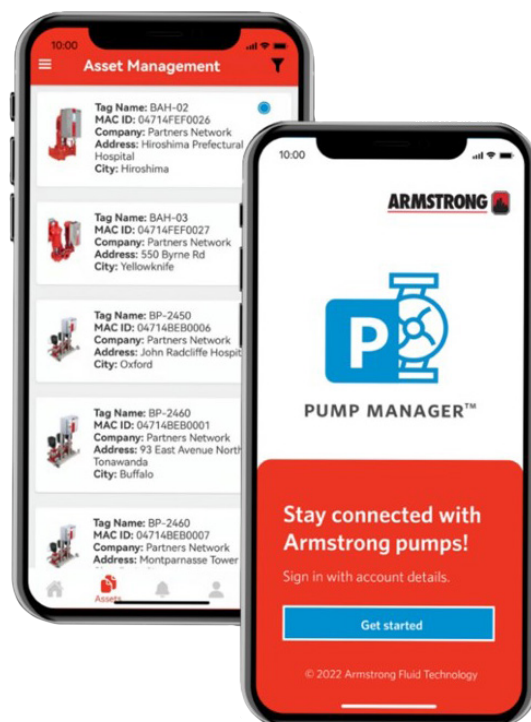 10:00
Asset Management
Tag Name: BAH-02
MAC ID: 04714FEF0026
Company: Partners Network
Address: Hiroshima Prefectural
Hospital
City: Hiroshima
Tag Name: BAH-03
MAC ID: 04714FEF0027
Company: Partners Network
Address: 550 Byrne Rd
City: Yellowknife
Tag Name: BP-2450
MAC ID: 04714BEB0006
Company: Partners Network
Address: John Radcliffe Hospit
City: Oxford
Tag Name: BP-2460
MAC ID: 04714BEB0001
Company: Partners Network
Address: 93 East Avenue North
Tonawanda
City: Buffalo
Tag Name: BP-2460
MAC ID: 04714BEB0007
Company: Partners Network
Address: Montparnasse Tower
Assets
10:00
ARMSTRONG
P
PUMP MANAGER™
Stay connected with
Armstrong pumps!
Sign in with account details.
Get started
© 2022 Armstrong Fluid Technology